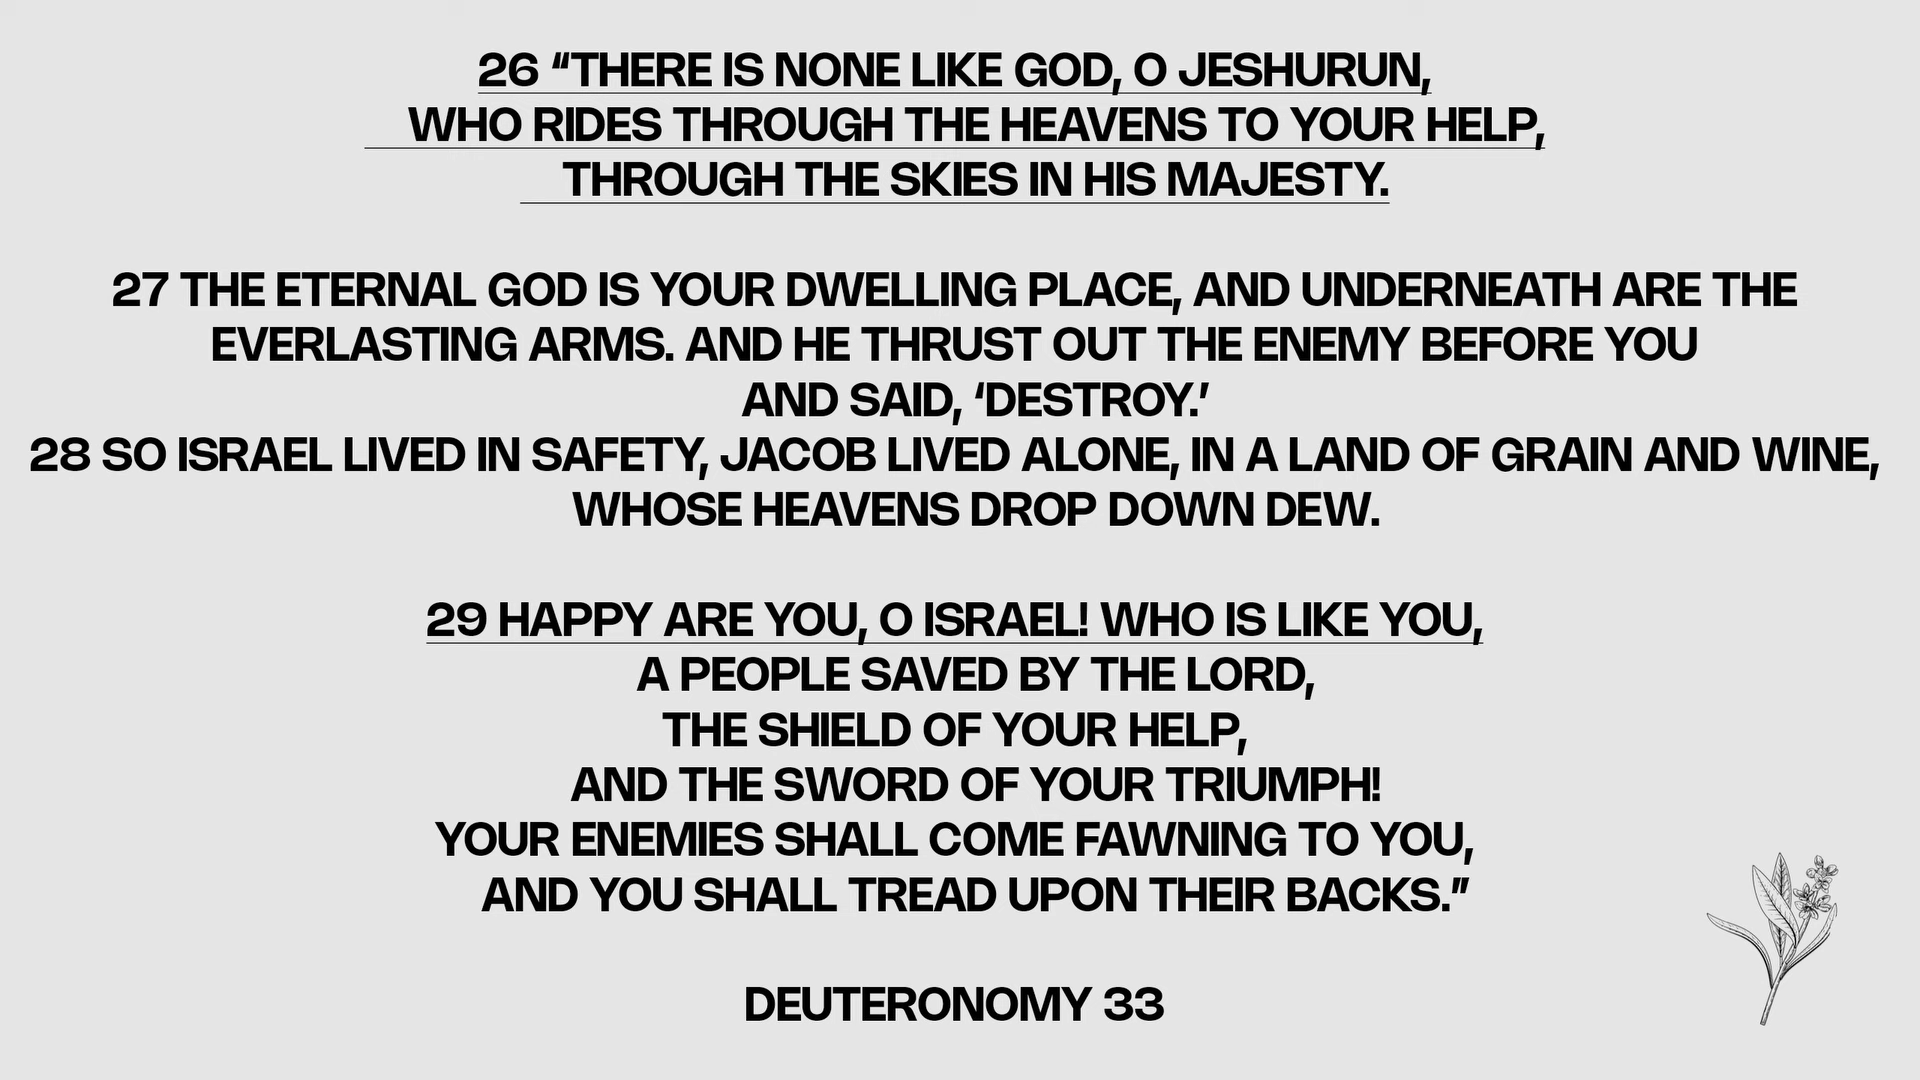 26 “THERE IS NONE LIKE GOD, O JESHURUN,
WHO RIDES THROUGH THE HEAVENS TO YOUR HELP,
THROUGH THE SKIES IN HIS MAJESTY.
27 THE ETERNAL GOD IS YOUR DWELLING PLACE, AND UNDERNEATH ARE THE
EVERLASTING ARMS. AND HE THRUST OUT THE ENEMY BEFORE YOU
AND SAID, ‘DESTROY.’
28 SO ISRAEL LIVED IN SAFETY, JACOB LIVED ALONE, IN A LAND OF GRAIN AND WINE,
WHOSE HEAVENS DROP DOWN DEW.
29 HAPPY ARE YOU, O ISRAEL! WHO IS LIKE YOU,
A PEOPLE SAVED BY THE LORD,
THE SHIELD OF YOUR HELP,
AND THE SWORD OF YOUR TRIUMPH!
YOUR ENEMIES SHALL COME FAWNING TO YOU,
AND YOU SHALL TREAD UPON THEIR BACKS.”
DEUTERONOMY 33